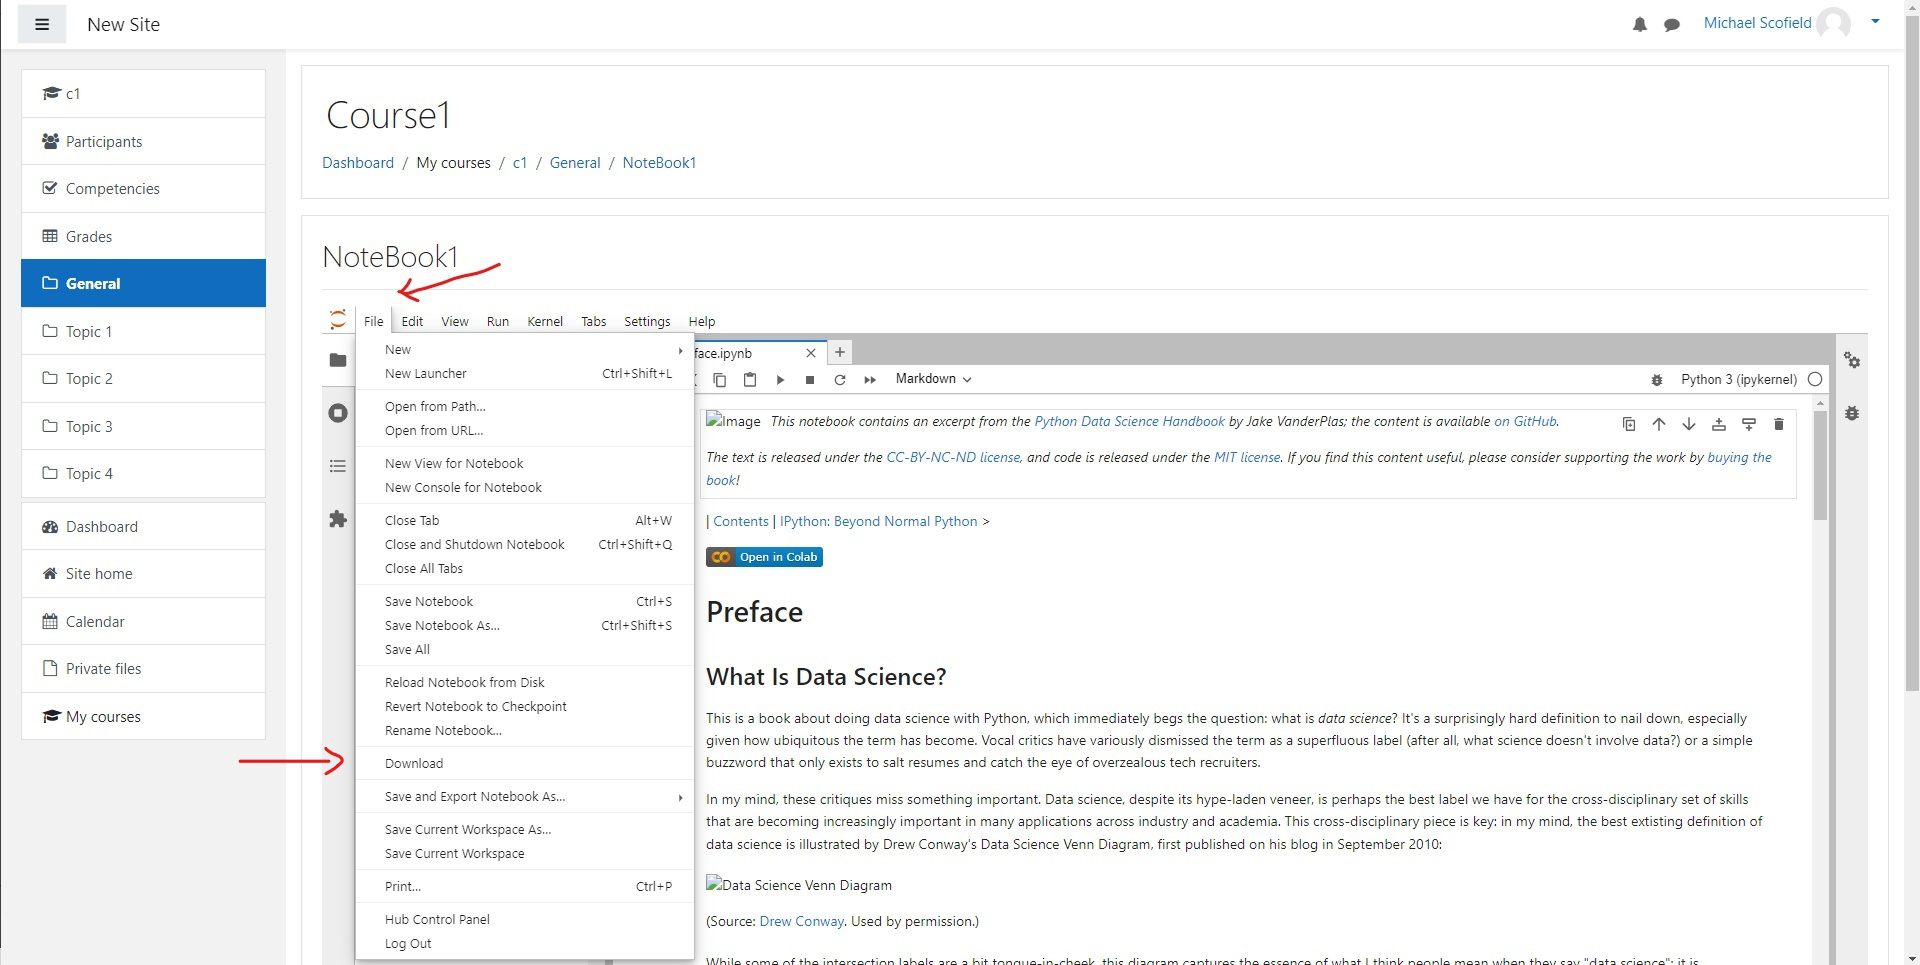 New Site
Michael Scofield
c1
Participants
Competencies
Grades
General
Topic 1
Topic 2
Topic 3
Topic 4
Dashboard
Site home
Calendar
Private files
My courses
Course1
Dashboard / My courses / c1 / General / NoteBook1
NoteBook1
File Edit View Run Kernel Tabs Settings Help
New
New Launcher Ctrl+Shift+L
Open from Path...
Open from URL...
New View for Notebook
New Console for Notebook
Close Tab Alt+W
Close and Shutdown Notebook Ctrl+Shift+Q
Close All Tabs
Save Notebook Ctrl+S
Save Notebook As... Ctrl+Shift+S
Save All
Reload Notebook from Disk
Revert Notebook to Checkpoint
Rename Notebook...
Download
Save and Export Notebook As...
Save Current Workspace As...
Save Current Workspace
Print... Ctrl+P
Hub Control Panel
Log Out
face.ipynb
Markdown
Python 3 (ipykernel)
Image This notebook contains an excerpt from the Python Data Science Handbook by Jake VanderPlas; the content is available on GitHub.
The text is released under the CC-BY-NC-ND license, and code is released under the MIT license. If you find this content useful, please consider supporting the work by buying the
book!
| Contents | IPython: Beyond Normal Python >
Open in Colab
Preface
What Is Data Science?
This is a book about doing data science with Python, which immediately begs the question: what is data science? It's a surprisingly hard definition to nail down, especially
given how ubiquitous the term has become. Vocal critics have variously dismissed the term as a superfluous label (after all, what science doesn't involve data?) or a simple
buzzword that only exists to salt resumes and catch the eye of overzealous tech recruiters.
In my mind, these critiques miss something important. Data science, despite its hype-laden veneer, is perhaps the best label we have for the cross-disciplinary set of skills
that are becoming increasingly important in many applications across industry and academia. This cross-disciplinary piece is key: in my mind, the best extisting definition of
data science is illustrated by Drew Conway's Data Science Venn Diagram, first published on his blog in September 2010:
Data Science Venn Diagram
(Source: Drew Conway. Used by permission.)
While some of the intersection labels are a bit tongue-in-cheek, this diagram captures the essence of what I think people mean when they say "data science": it is